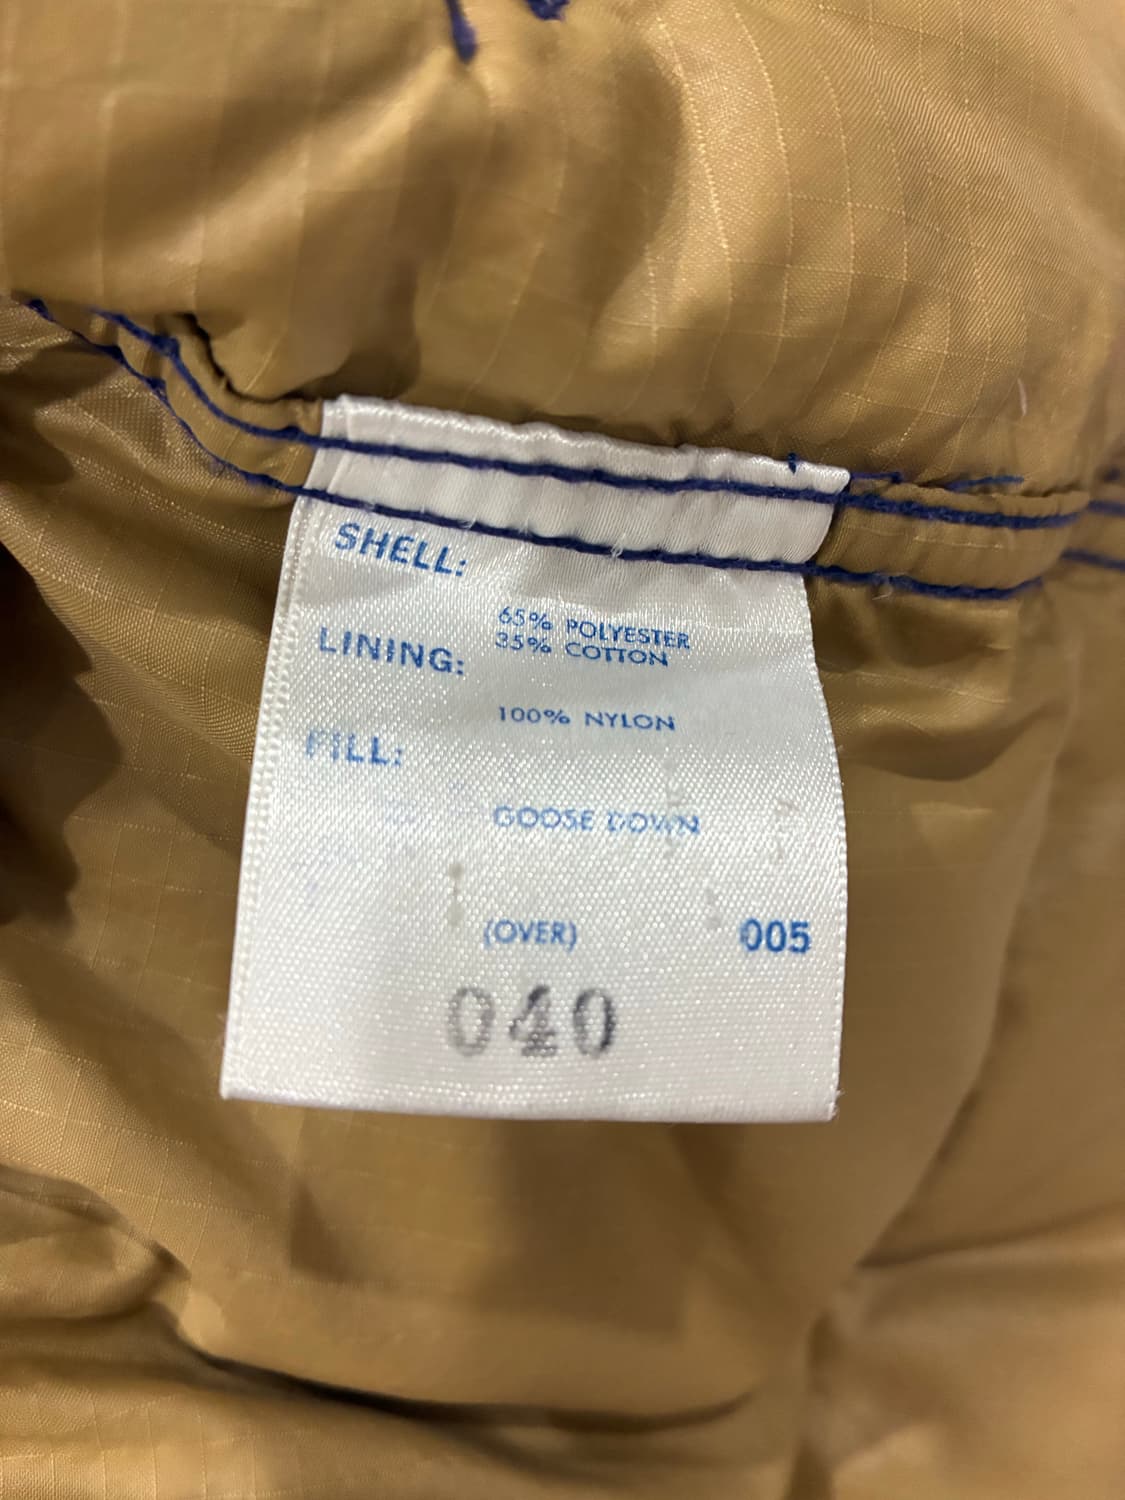 SHELL:
65% POLYESTER
35% COTTON
LINING:
100% NYLON
FILL:
GOOSE DOWN
(OVER)
005
040